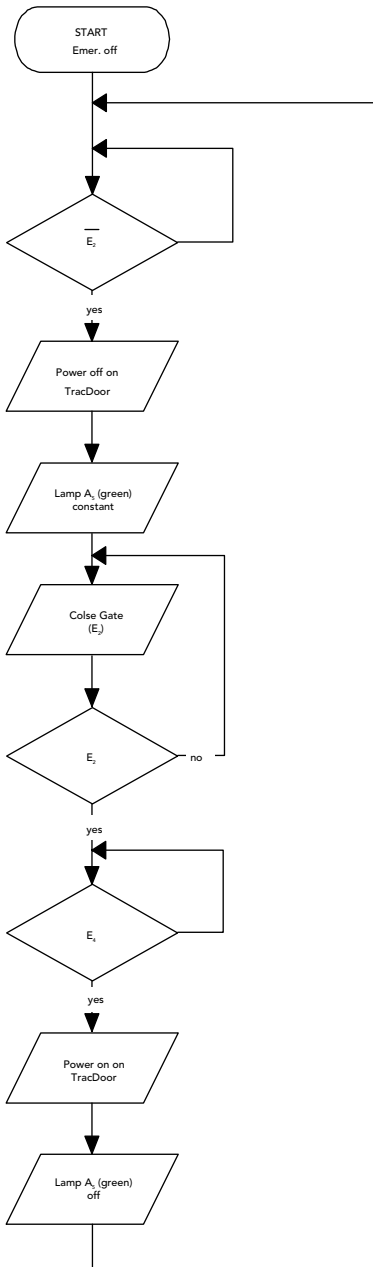 START
Emer. off
E̅₂
yes
Power off on
TracDoor
Lamp A₅ (green)
constant
Colse Gate
(E₂)
E₂
no
yes
E₄
yes
Power on on
TracDoor
Lamp A₅ (green)
off